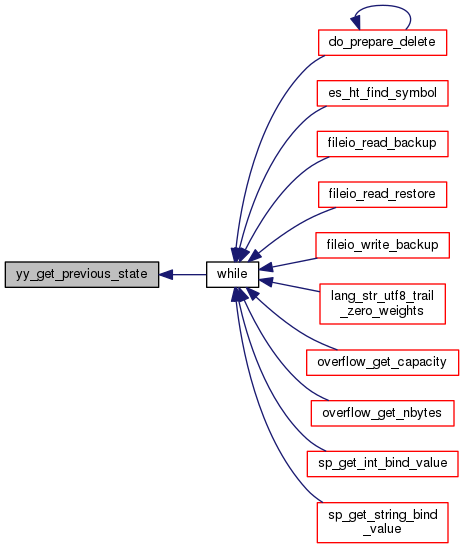 do_prepare_delete
es_ht_find_symbol
fileio_read_backup
fileio_read_restore
fileio_write_backup
yy_get_previous_state
while
lang_str_utf8_trail
_zero_weights
overflow_get_capacity
overflow_get_nbytes
sp_get_int_bind_value
sp_get_string_bind
_value